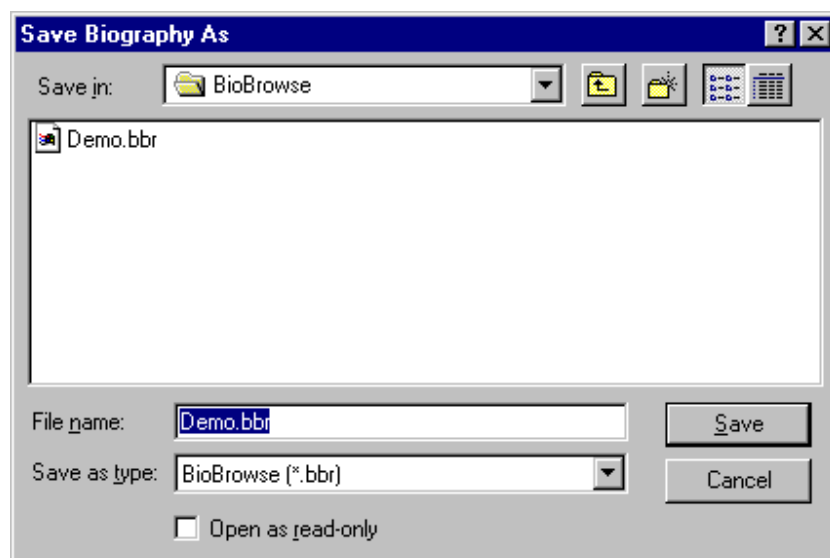 Save Biography As
Save in: BioBrowse
Demo.bbr
File name: Demo.bbr Save
Save as type: BioBrowse (*.bbr) Cancel
Open as read-only